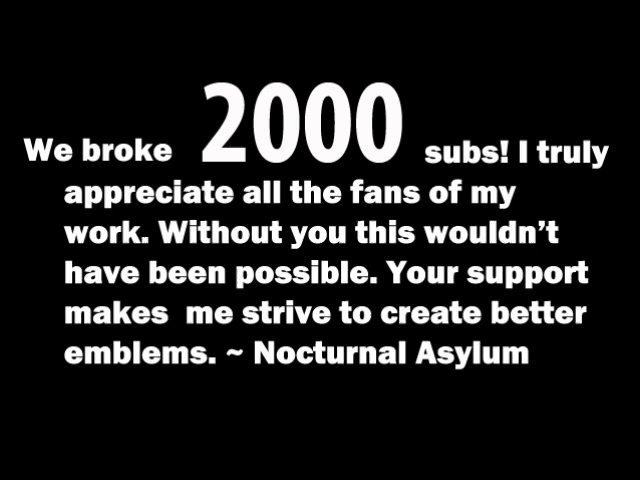 We broke 2000 subs! I truly
appreciate all the fans of my
work. Without you this wouldn’t
have been possible. Your support
makes  me strive to create better
emblems. ~ Nocturnal Asylum